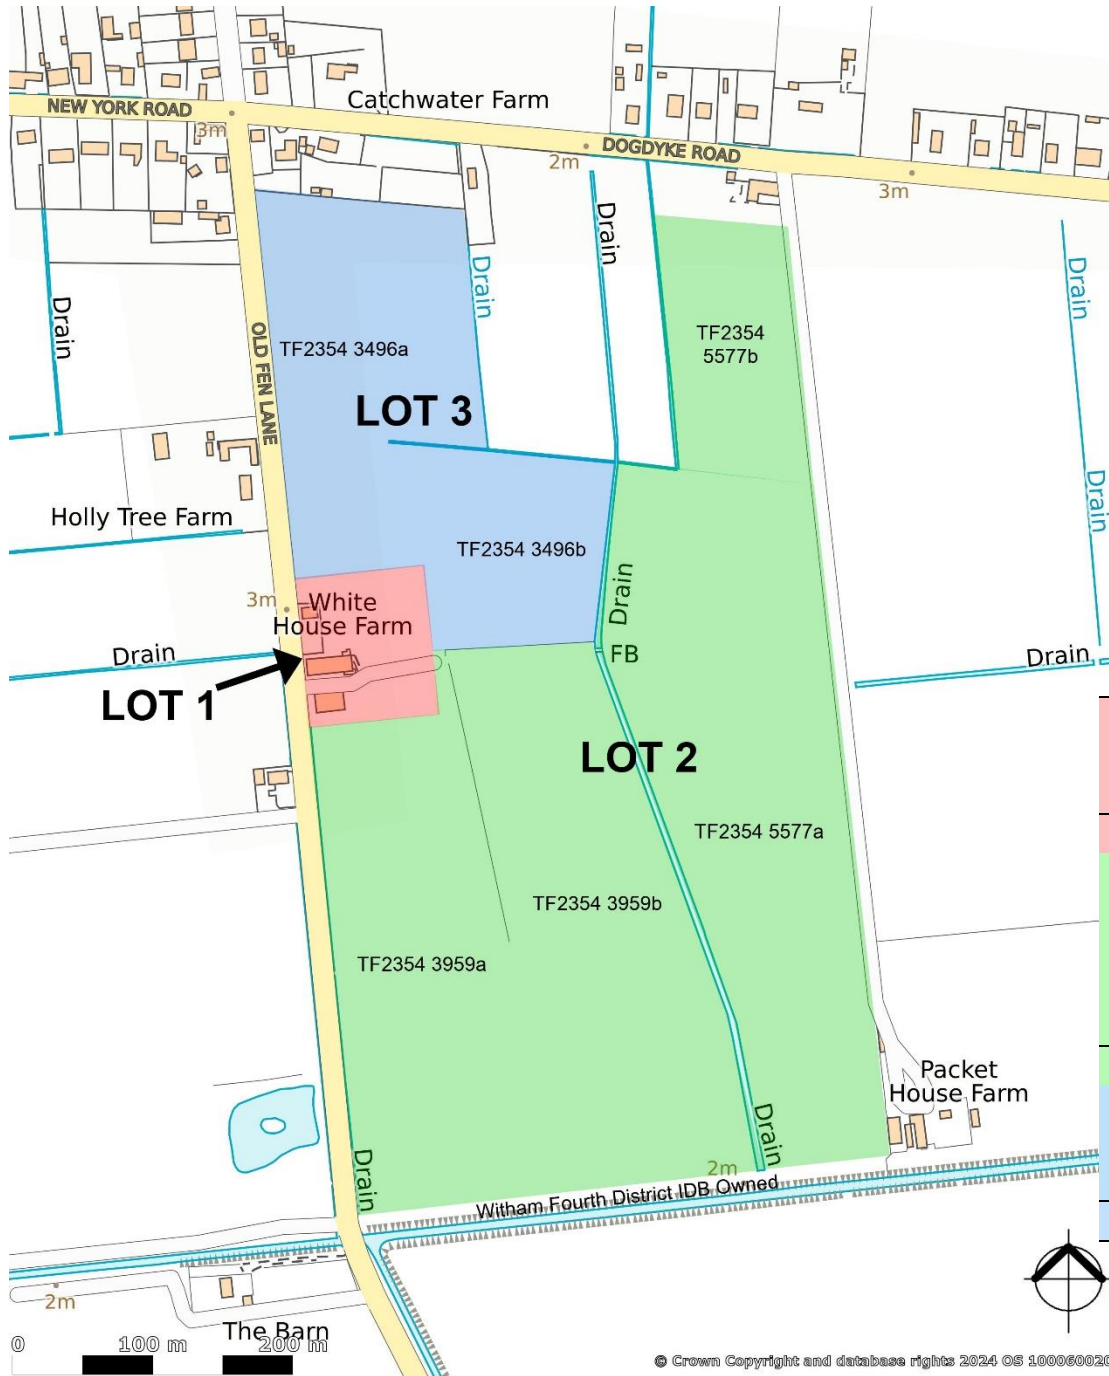 NEW YORK ROAD
3m
Catchwater Farm
2m
DOGDYKE ROAD
3m
Drain
Drain
Drain
Drain
OLD FEN LANE
TF2354 3496a
TF2354
5577b
LOT 3
Drain
Holly Tree Farm
TF2354 3496b
Drain
3m
White
House Farm
FB
Drain
Drain
LOT 1
LOT 2
TF2354 5577a
TF2354 3959b
TF2354 3959a
Packet
House Farm
Drain
Drain
2m
Witham Fourth District IDB Owned
2m
The Barn
0 100 m 200 m
© Crown Copyright and database rights 2024 OS 100060020